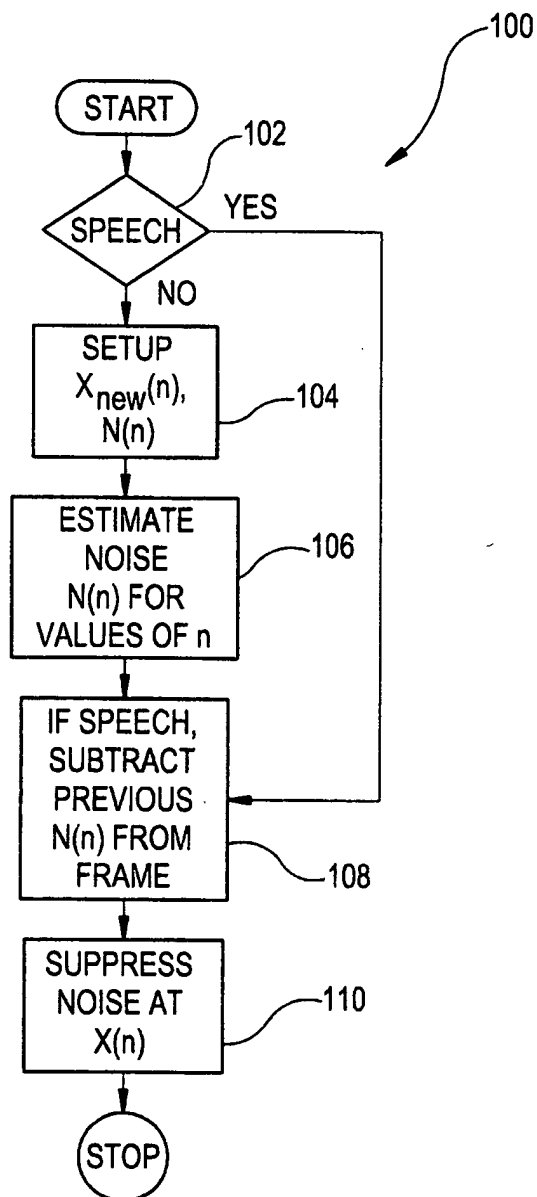 100
START
102
SPEECH
YES
NO
SETUP
Xnew(n),
N(n)
104
ESTIMATE
NOISE
N(n) FOR
VALUES OF n
106
IF SPEECH,
SUBTRACT
PREVIOUS
N(n) FROM
FRAME
108
SUPPRESS
NOISE AT
X(n)
110
STOP